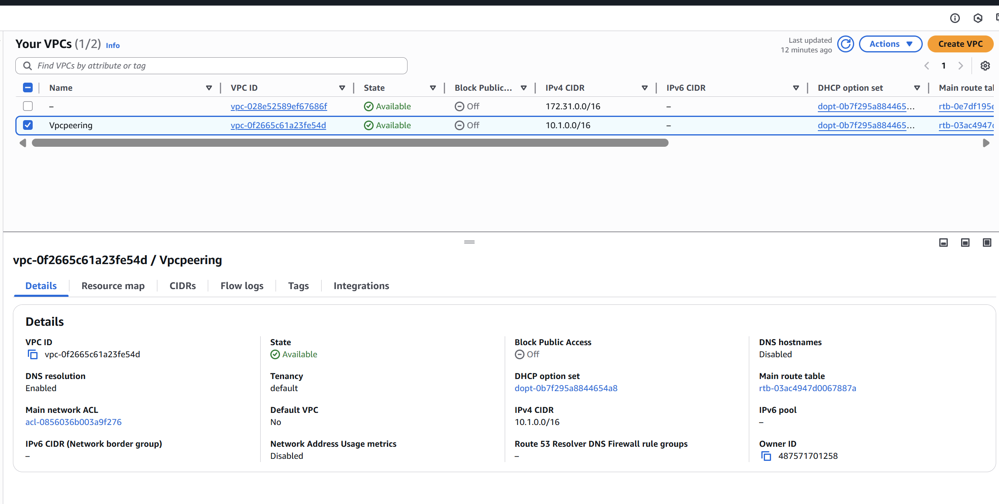 Your VPCs (1/2) Info
Last updated
12 minutes ago
Actions
Create VPC
Find VPCs by attribute or tag
1
Name VPC ID State Block Public... IPv4 CIDR IPv6 CIDR DHCP option set Main route tal
– vpc-028e52589ef67686f Available Off 172.31.0.0/16 – dopt-0b7f295a884465... rtb-0e7df195e
Vpcpeering vpc-0f2665c61a23fe54d Available Off 10.1.0.0/16 – dopt-0b7f295a884465... rtb-03ac4947
vpc-0f2665c61a23fe54d / Vpcpeering
Details Resource map CIDRs Flow logs Tags Integrations
Details
VPC ID
vpc-0f2665c61a23fe54d
State
Available
Block Public Access
Off
DNS hostnames
Disabled
DNS resolution
Enabled
Tenancy
default
DHCP option set
dopt-0b7f295a8844654a8
Main route table
rtb-03ac4947d0067887a
Main network ACL
acl-0856036b003a9f276
Default VPC
No
IPv4 CIDR
10.1.0.0/16
IPv6 pool
–
IPv6 CIDR (Network border group)
–
Network Address Usage metrics
Disabled
Route 53 Resolver DNS Firewall rule groups
–
Owner ID
487571701258